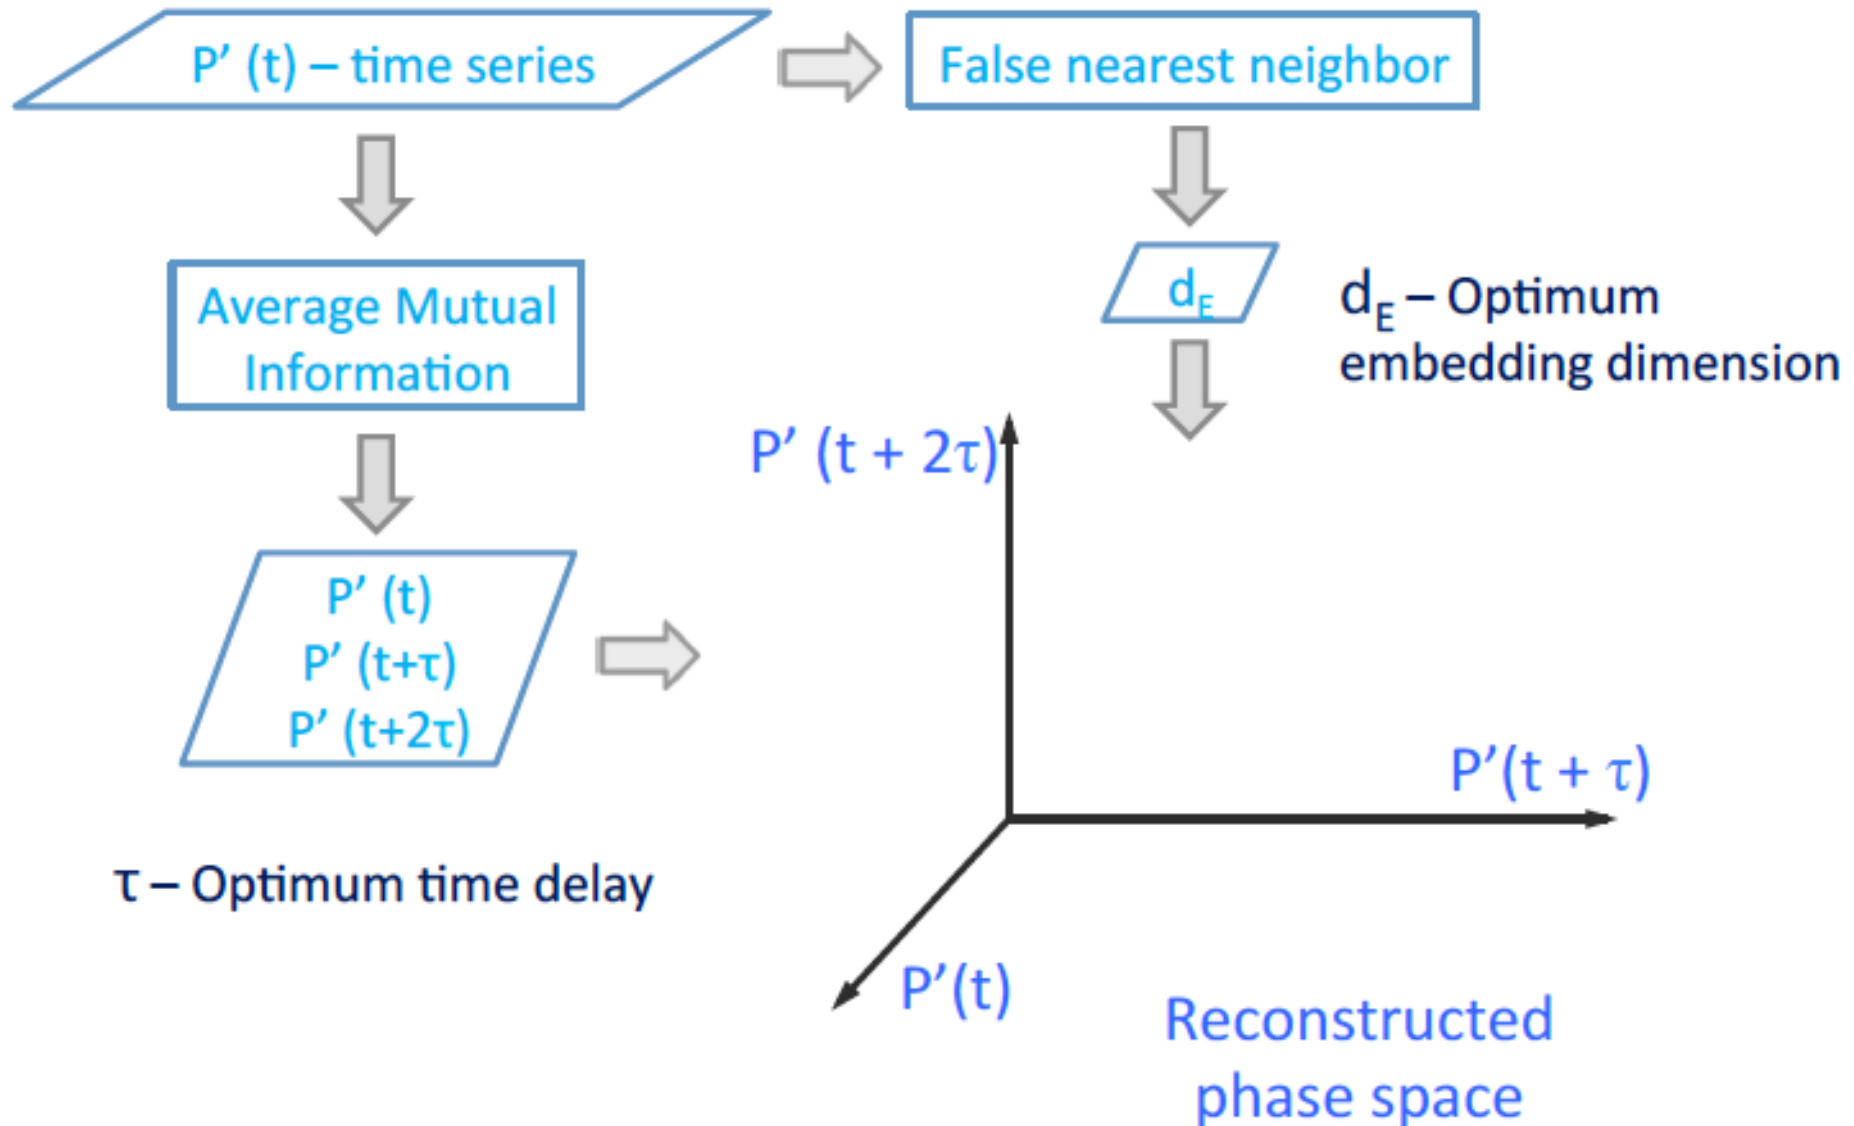 P’ (t) – time series
False nearest neighbor
Average Mutual
Information
dE
dE – Optimum
embedding dimension
P’ (t)
P’ (t+τ)
P’ (t+2τ)
τ – Optimum time delay
P’ (t + 2τ)
P’(t + τ)
P’(t)
Reconstructed
phase space